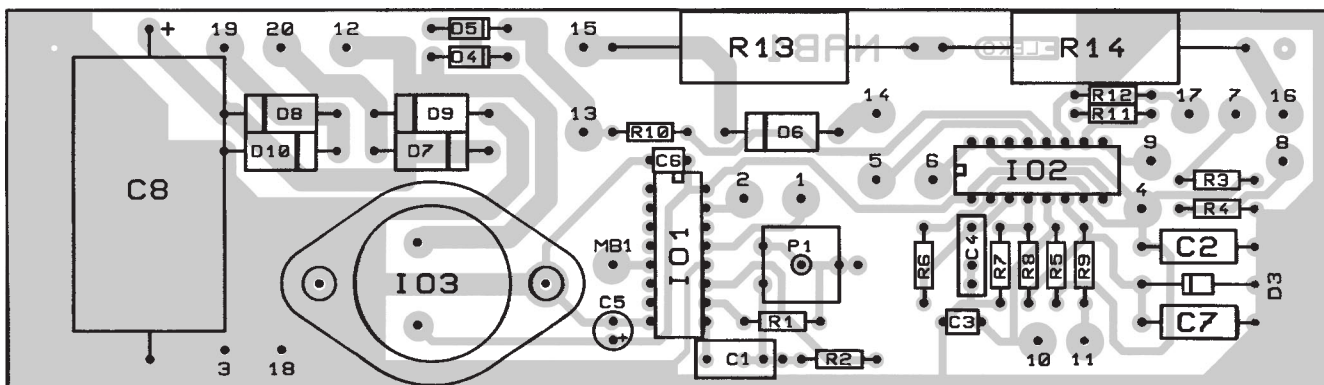 + 19 20 12 D5 15 R13 NAB1 ELEKO R14
D4
D8 D9 13 R10 D6 14 R12 17 7 16
R11
D10 D7 C6 5 6 IO2 9 8
C8 2 1 4 R3
R4
IO3 MB1 IO1 P1 R6 C4 R7 R8 R5 R9 C2
D3
C5 + R1 C3 C7
3 18 C1 R2 10 11